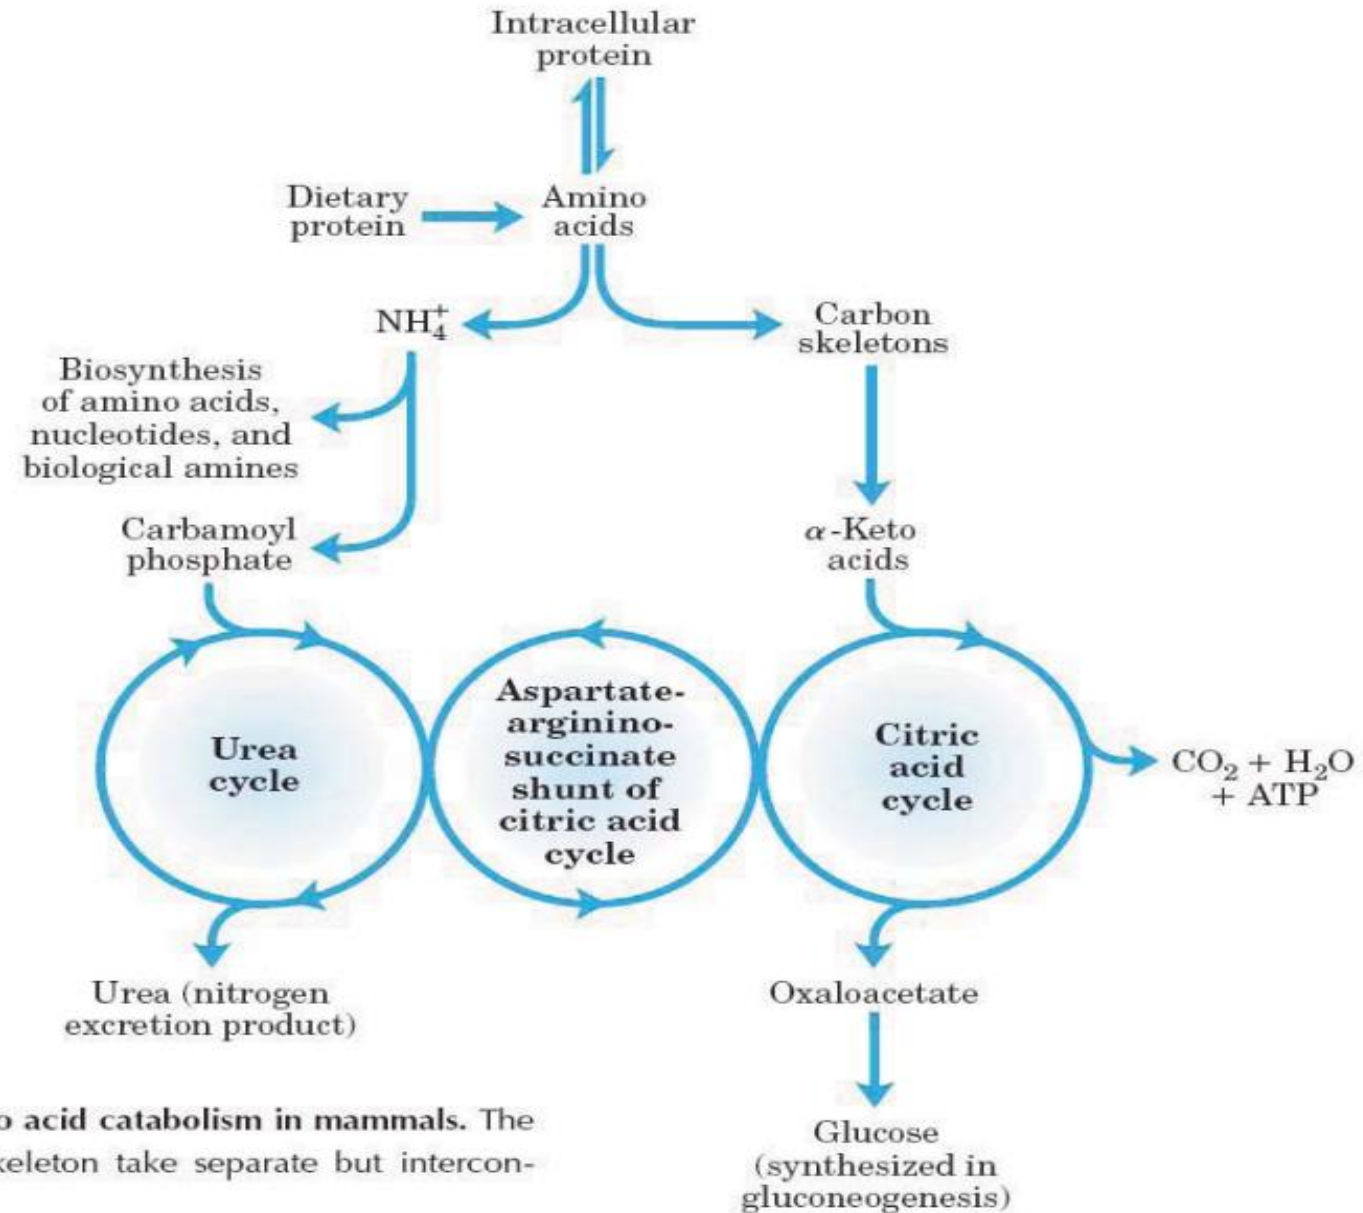 Intracellular
protein
Dietary
protein
Amino
acids
NH₄⁺
Carbon
skeletons
Biosynthesis
of amino acids,
nucleotides, and
biological amines
Carbamoyl
phosphate
α-Keto
acids
Urea
cycle
Aspartate-
arginino-
succinate
shunt of
citric acid
cycle
Citric
acid
cycle
CO₂ + H₂O
+ ATP
Urea (nitrogen
excretion product)
Oxaloacetate
Glucose
(synthesized in
gluconeogenesis)
acid catabolism in mammals. The
take separate but intercon-